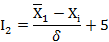 I₂ = (X̅₁ − Xᵢ) / δ + 5